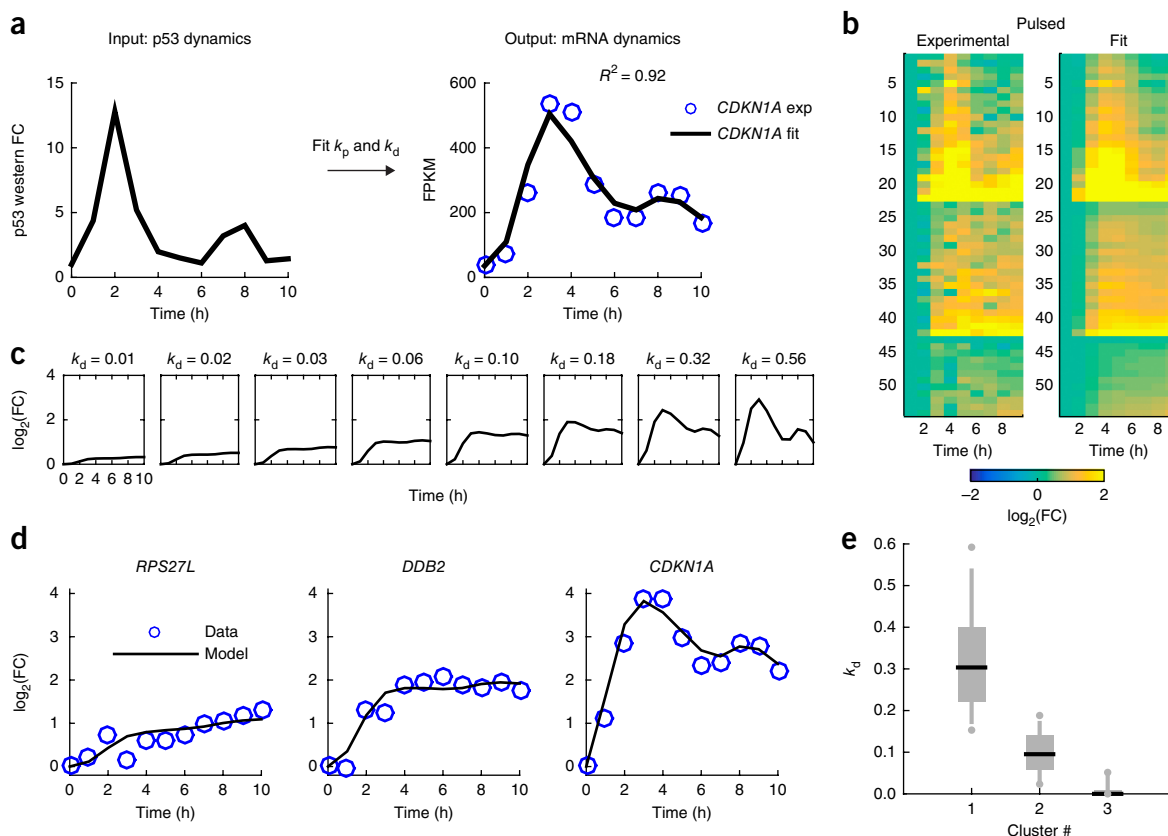 a
Input: p53 dynamics
Output: mRNA dynamics
15
10
5
0
p53 western FC
0 2 4 6 8 10
Time (h)
Fit kp and kd
R2 = 0.92
CDKN1A exp
CDKN1A fit
600
400
200
0
FPKM
0 2 4 6 8 10
Time (h)
b
Pulsed
Experimental Fit
5 5
10 10
15 15
20 20
25 25
30 30
35 35
40 40
45 45
50 50
2 4 6 8 2 4 6 8
Time (h) Time (h)
−2 0 2
log2(FC)
c
kd = 0.01 kd = 0.02 kd = 0.03 kd = 0.06 kd = 0.10 kd = 0.18 kd = 0.32 kd = 0.56
4
2
0
log2(FC)
0 2 4 6 8 10
Time (h)
d
RPS27L
DDB2
CDKN1A
4
3
2
1
0
log2(FC)
Data
Model
0 2 4 6 8 10
Time (h)
4
3
2
1
0
0 2 4 6 8 10
Time (h)
4
3
2
1
0
0 2 4 6 8 10
Time (h)
e
0.6
0.5
0.4
0.3
0.2
0.1
0
kd
1 2 3
Cluster #